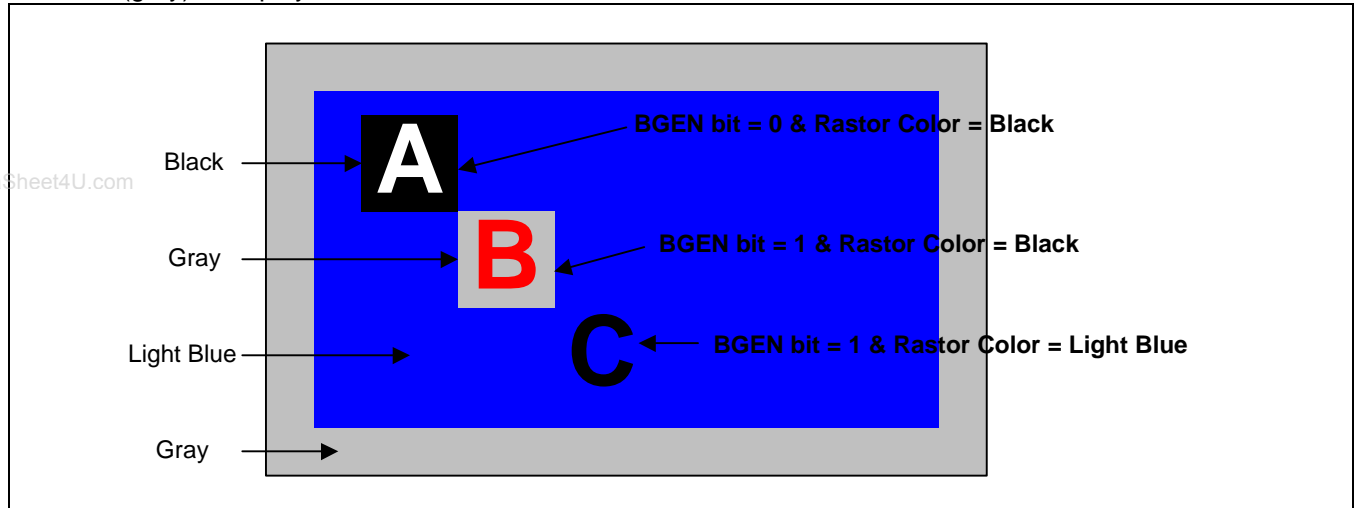 BGEN bit = 0 & Rastor Color = Black
A
Black
Sheet4U.com
B
BGEN bit = 1 & Rastor Color = Black
Gray
C
BGEN bit = 1 & Rastor Color = Light Blue
Light Blue
Gray